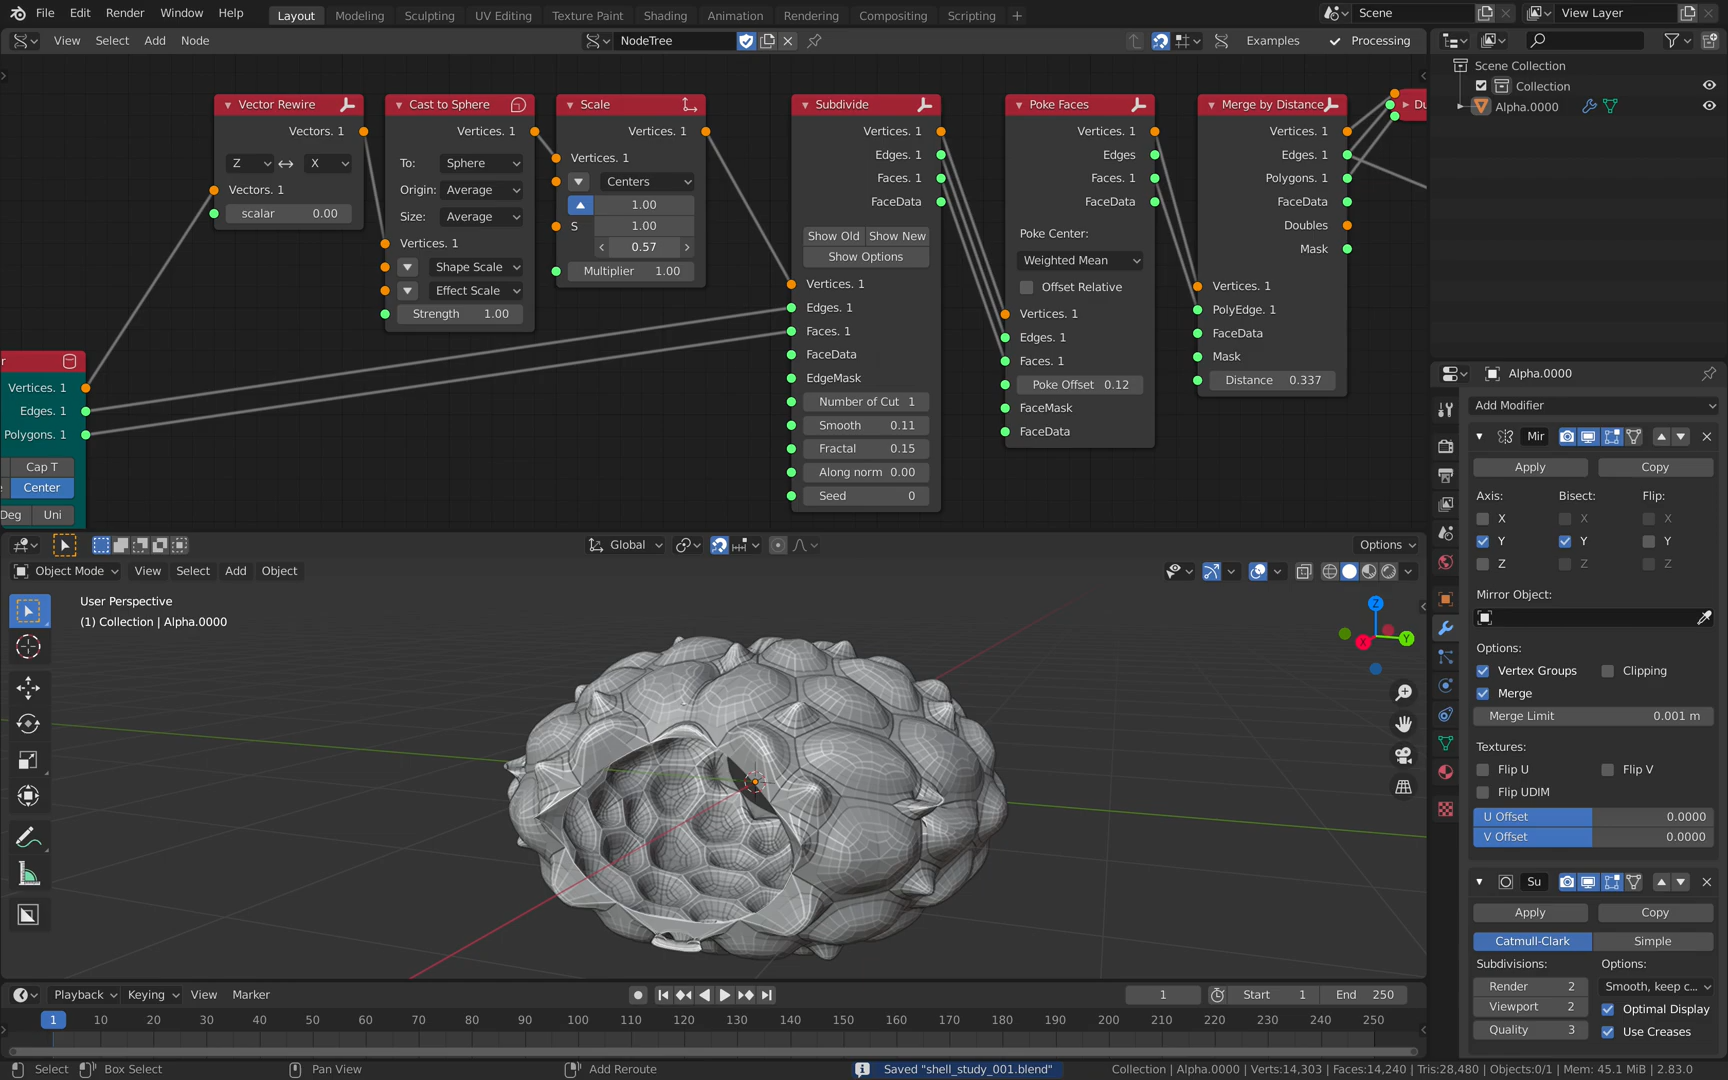 File Edit Render Window Help Layout Modeling Sculpting UV Editing Texture Paint Shading Animation Rendering Compositing Scripting + Scene View Layer
View Select Add Node NodeTree Examples Processing
Scene Collection
Collection
Alpha.0000
Vector Rewire
Vectors. 1
Z X
Vectors. 1
scalar 0.00
Cast to Sphere
Vertices. 1
To: Sphere
Origin: Average
Size: Average
Vertices. 1
Shape Scale
Effect Scale
Strength 1.00
Scale
Vertices. 1
Vertices. 1
Centers
1.00
S 1.00
0.57
Multiplier 1.00
Subdivide
Vertices. 1
Edges. 1
Faces. 1
FaceData
Show Old Show New
Show Options
Vertices. 1
Edges. 1
Faces. 1
FaceData
EdgeMask
Number of Cut 1
Smooth 0.11
Fractal 0.15
Along norm 0.00
Seed 0
Poke Faces
Vertices. 1
Edges
Faces. 1
FaceData
Poke Center:
Weighted Mean
Offset Relative
Vertices. 1
Edges. 1
Faces. 1
Poke Offset 0.12
FaceMask
FaceData
Merge by Distance
Vertices. 1
Edges. 1
Polygons. 1
FaceData
Doubles
Mask
Vertices. 1
PolyEdge. 1
FaceData
Mask
Distance 0.337
Du
r
Vertices. 1
Edges. 1
Polygons. 1
Cap T
e Center
Deg Uni
Global Options
Object Mode View Select Add Object
User Perspective
(1) Collection | Alpha.0000
Z
X Y
Alpha.0000
Add Modifier
Mir
Apply Copy
Axis: Bisect: Flip:
X X X
Y Y Y
Z Z Z
Mirror Object:
Options:
Vertex Groups Clipping
Merge
Merge Limit 0.001 m
Textures:
Flip U Flip V
Flip UDIM
U Offset 0.0000
V Offset 0.0000
Su
Apply Copy
Catmull-Clark Simple
Subdivisions: Options:
Render 2 Smooth, keep c...
Viewport 2 Optimal Display
Quality 3 Use Creases
Playback Keying View Marker 1 Start 1 End 250
1 10 20 30 40 50 60 70 80 90 100 110 120 130 140 150 160 170 180 190 200 210 220 230 240 250
Select Box Select Pan View Add Reroute Saved "shell_study_001.blend" Collection | Alpha.0000 | Verts:14,303 | Faces:14,240 | Tris:28,480 | Objects:0/1 | Mem: 45.1 MiB | 2.83.0